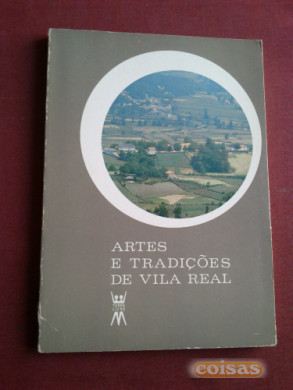 ARTES
E TRADIÇÕES
DE VILA REAL
coisas